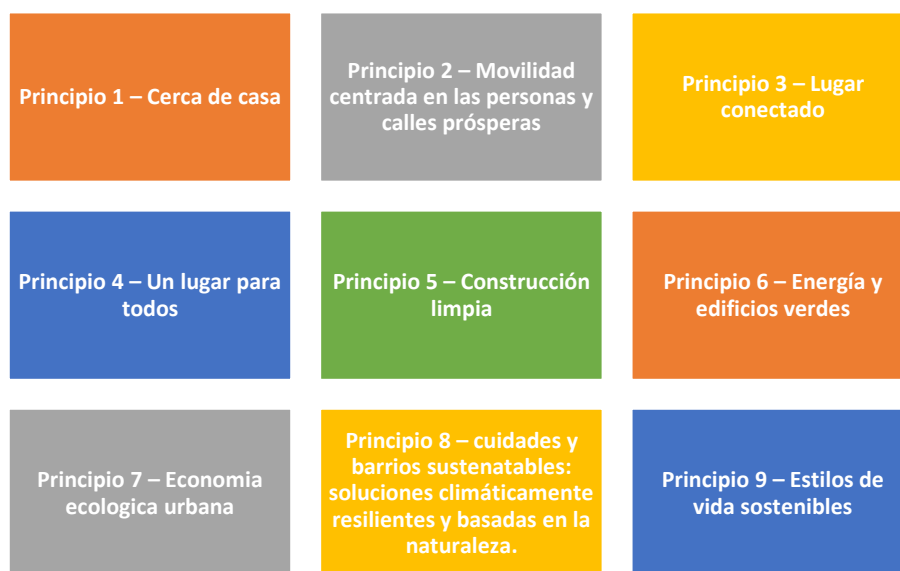 Principio 1 – Cerca de casa
Principio 2 – Movilidad
centrada en las personas y
calles prósperas
Principio 3 – Lugar
conectado
Principio 4 – Un lugar para
todos
Principio 5 – Construcción
limpia
Principio 6 – Energía y
edificios verdes
Principio 7 – Economia
ecologica urbana
Principio 8 – cuidades y
barrios sustenatables:
soluciones climáticamente
resilientes y basadas en la
naturaleza.
Principio 9 – Estilos de
vida sostenibles